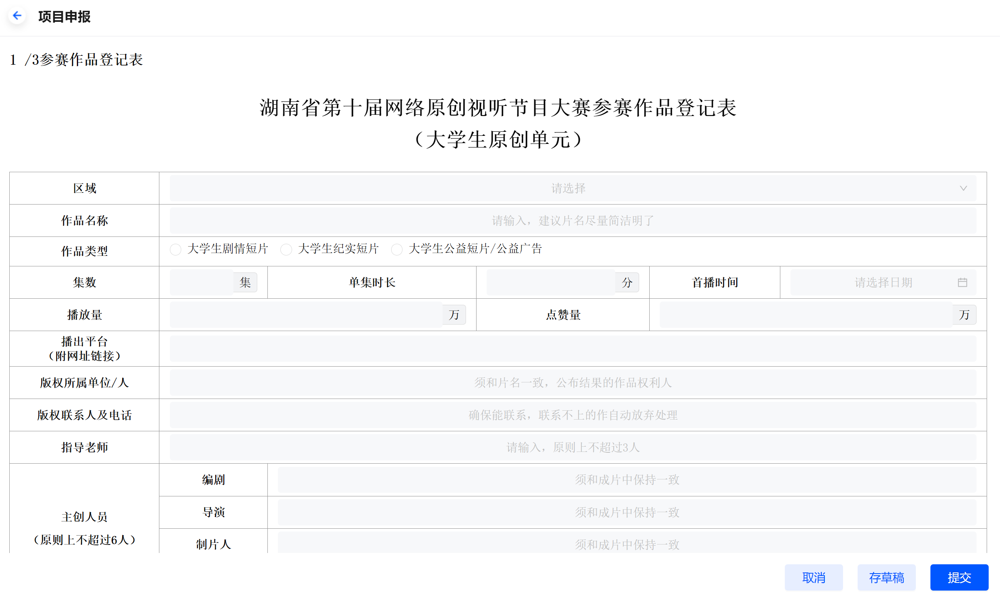 项目申报
1 /3参赛作品登记表
湖南省第十届网络原创视听节目大赛参赛作品登记表
（大学生原创单元）
区域 请选择
作品名称 请输入，建议片名尽量简洁明了
作品类型 大学生剧情短片 大学生纪实短片 大学生公益短片/公益广告
集数 集 单集时长 分 首播时间 请选择日期
播放量 万 点赞量 万
播出平台
（附网址链接）
版权所属单位/人 须和片名一致，公布结果的作品权利人
版权联系人及电话 确保能联系，联系不上的作自动放弃处理
指导老师 请输入，原则上不超过3人
主创人员
（原则上不超过6人）
编剧 须和成片中保持一致
导演 须和成片中保持一致
制片人 须和成片中保持一致
取消 存草稿 提交